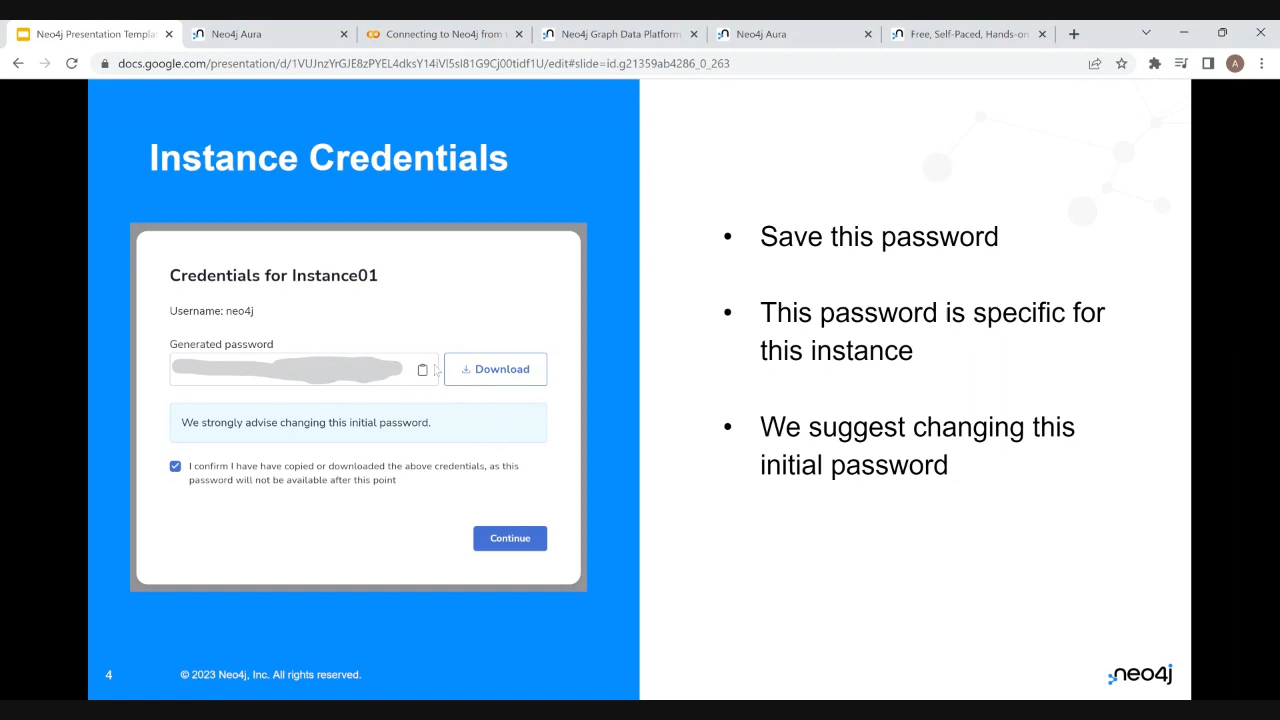 Neo4j Presentation Templa
Neo4j Aura
Connecting to Neo4j from
Neo4j Graph Data Platform
Neo4j Aura
Free, Self-Paced, Hands-on
docs.google.com/presentation/d/1VUJnzYrGJE8zPYEL4dksY14iVl5sl81G9Cj00tidf1U/edit#slide=id.g21359ab4286_0_263
A
Instance Credentials
Credentials for Instance01
Username: neo4j
Generated password
Download
We strongly advise changing this initial password.
I confirm I have have copied or downloaded the above credentials, as this
password will not be available after this point
Continue
• Save this password
• This password is specific for
this instance
• We suggest changing this
initial password
4
© 2023 Neo4j, Inc. All rights reserved.
neo4j